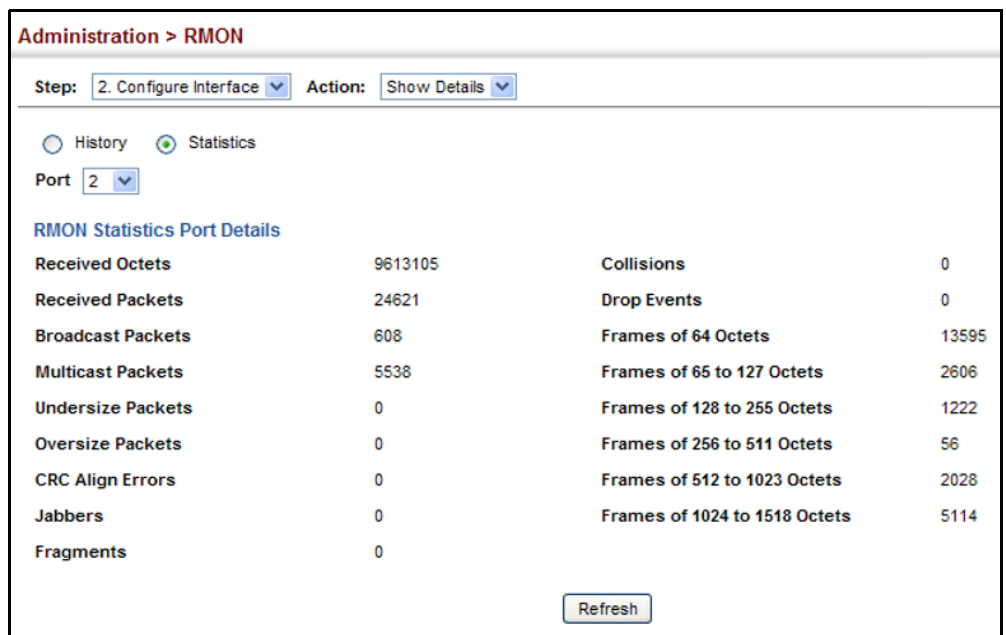 Administration > RMON
Step: 2. Configure Interface Action: Show Details
History Statistics
Port 2
RMON Statistics Port Details
Received Octets 9613105 Collisions 0
Received Packets 24621 Drop Events 0
Broadcast Packets 608 Frames of 64 Octets 13595
Multicast Packets 5538 Frames of 65 to 127 Octets 2606
Undersize Packets 0 Frames of 128 to 255 Octets 1222
Oversize Packets 0 Frames of 256 to 511 Octets 56
CRC Align Errors 0 Frames of 512 to 1023 Octets 2028
Jabbers 0 Frames of 1024 to 1518 Octets 5114
Fragments 0
Refresh